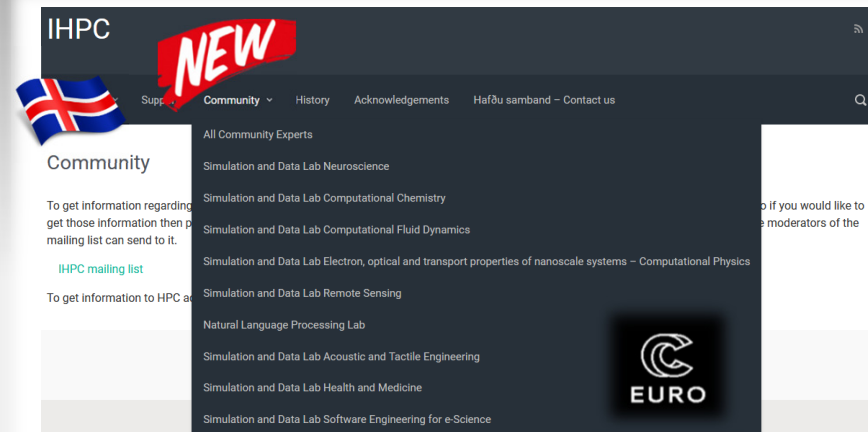 IHPC
NEW
Community
History
Acknowledgements
Hafðu samband – Contact us
All Community Experts
Simulation and Data Lab Neuroscience
Simulation and Data Lab Computational Chemistry
Simulation and Data Lab Computational Fluid Dynamics
Simulation and Data Lab Electron, optical and transport properties of nanoscale systems – Computational Physics
Simulation and Data Lab Remote Sensing
Natural Language Processing Lab
Simulation and Data Lab Acoustic and Tactile Engineering
Simulation and Data Lab Health and Medicine
Simulation and Data Lab Software Engineering for e-Science
EURO
Community
To get information regarding
if you would like to
get those information then
moderators of the
mailing list can send to it.
IHPC mailing list
To get information to HPC